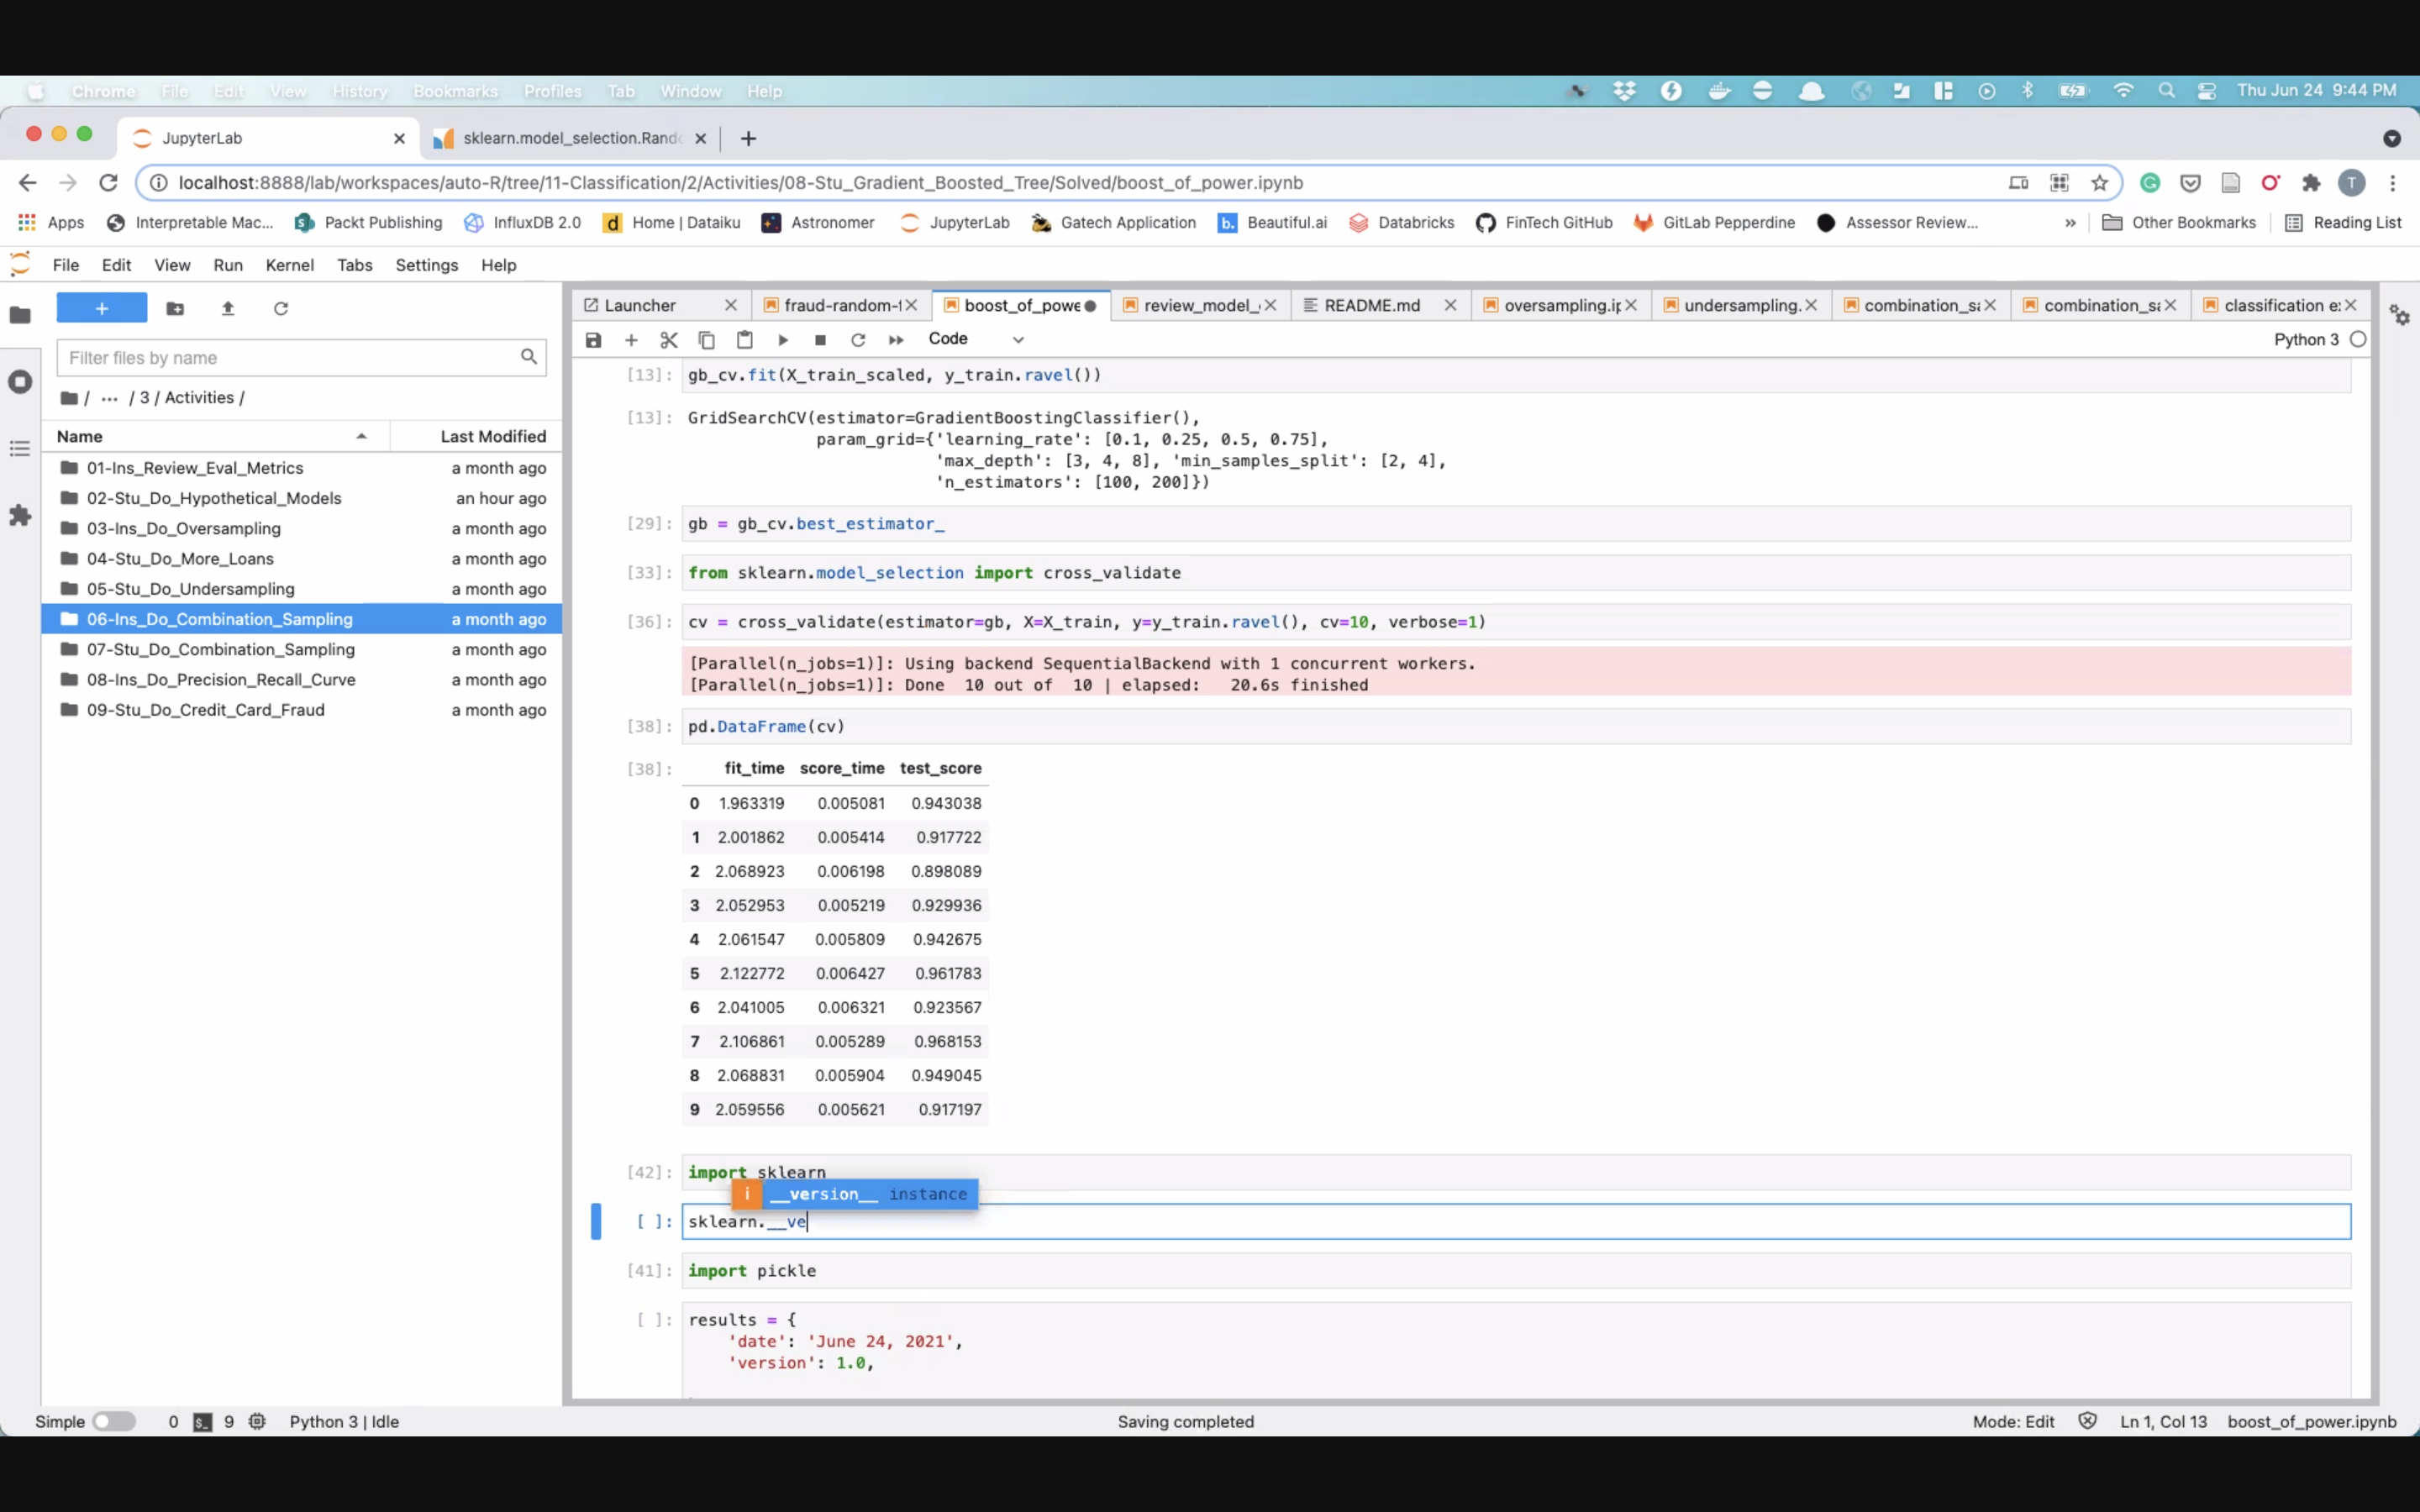 Chrome File Edit View History Bookmarks Profiles Tab Window Help Thu Jun 24 9:44 PM
JupyterLab sklearn.model_selection.Rand
localhost:8888/lab/workspaces/auto-R/tree/11-Classification/2/Activities/08-Stu_Gradient_Boosted_Tree/Solved/boost_of_power.ipynb T
Apps Interpretable Mac... Packt Publishing InfluxDB 2.0 d Home | Dataiku Astronomer JupyterLab Gatech Application b. Beautiful.ai Databricks FinTech GitHub GitLab Pepperdine Assessor Review... » Other Bookmarks Reading List
File Edit View Run Kernel Tabs Settings Help
+
Filter files by name
/ ··· / 3 / Activities /
Name Last Modified
01-Ins_Review_Eval_Metrics a month ago
02-Stu_Do_Hypothetical_Models an hour ago
03-Ins_Do_Oversampling a month ago
04-Stu_Do_More_Loans a month ago
05-Stu_Do_Undersampling a month ago
06-Ins_Do_Combination_Sampling a month ago
07-Stu_Do_Combination_Sampling a month ago
08-Ins_Do_Precision_Recall_Curve a month ago
09-Stu_Do_Credit_Card_Fraud a month ago
Launcher fraud-random-f boost_of_powe review_model_ README.md oversampling.ip undersampling. combination_sa combination_sa classification e
Code Python 3
[13]: gb_cv.fit(X_train_scaled, y_train.ravel())
[13]: GridSearchCV(estimator=GradientBoostingClassifier(),
param_grid={'learning_rate': [0.1, 0.25, 0.5, 0.75],
'max_depth': [3, 4, 8], 'min_samples_split': [2, 4],
'n_estimators': [100, 200]})
[29]: gb = gb_cv.best_estimator_
[33]: from sklearn.model_selection import cross_validate
[36]: cv = cross_validate(estimator=gb, X=X_train, y=y_train.ravel(), cv=10, verbose=1)
[Parallel(n_jobs=1)]: Using backend SequentialBackend with 1 concurrent workers.
[Parallel(n_jobs=1)]: Done  10 out of  10 | elapsed:   20.6s finished
[38]: pd.DataFrame(cv)
[38]: fit_time score_time test_score
0 1.963319 0.005081 0.943038
1 2.001862 0.005414 0.917722
2 2.068923 0.006198 0.898089
3 2.052953 0.005219 0.929936
4 2.061547 0.005809 0.942675
5 2.122772 0.006427 0.961783
6 2.041005 0.006321 0.923567
7 2.106861 0.005289 0.968153
8 2.068831 0.005904 0.949045
9 2.059556 0.005621 0.917197
[42]: import sklearn
i __version__ instance
[ ]: sklearn.__ve
[41]: import pickle
[ ]: results = {
'date': 'June 24, 2021',
'version': 1.0,
Simple 0 $_ 9 Python 3 | Idle Saving completed Mode: Edit Ln 1, Col 13 boost_of_power.ipynb